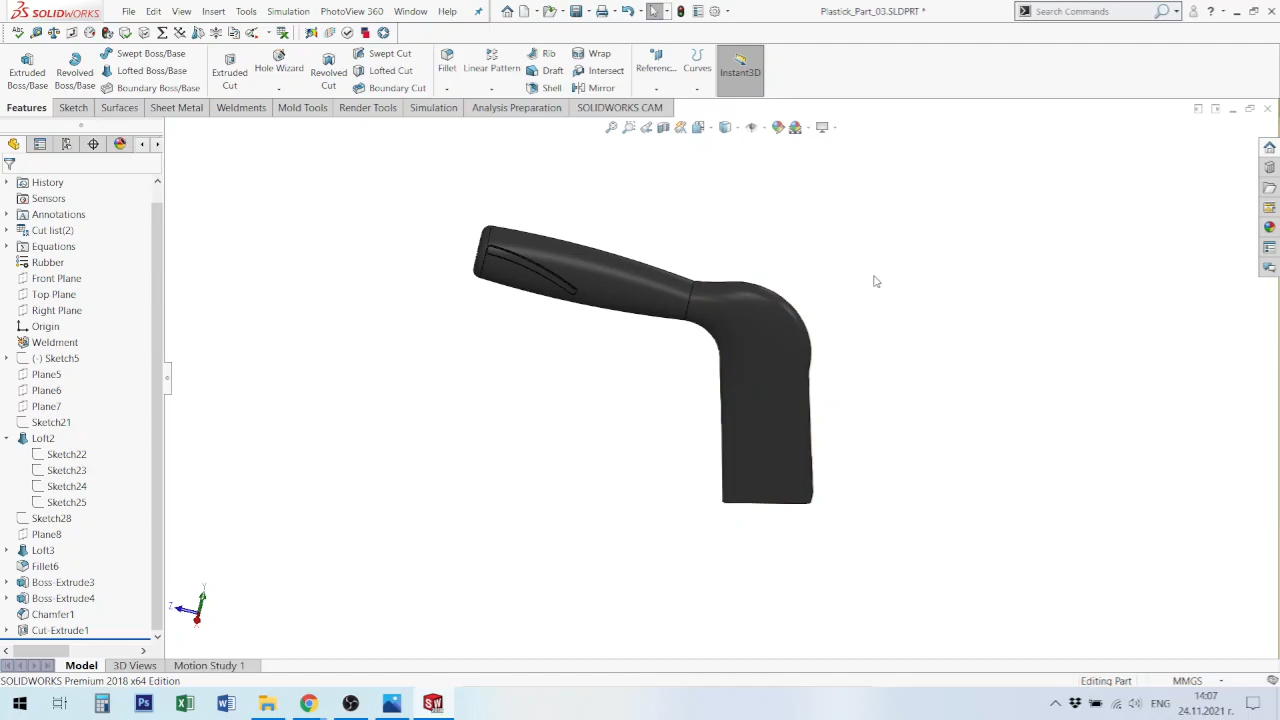 SOLIDWORKS File Edit View Insert Tools Simulation PhotoView 360 Window Help Plastick_Part_03.SLDPRT * Search Commands
Extruded Boss/Base
Revolved Boss/Base
Swept Boss/Base
Lofted Boss/Base
Boundary Boss/Base
Extruded Cut
Hole Wizard
Revolved Cut
Swept Cut
Lofted Cut
Boundary Cut
Fillet
Linear Pattern
Rib
Draft
Shell
Wrap
Intersect
Mirror
Referenc...
Curves
Instant3D
Features Sketch Surfaces Sheet Metal Weldments Mold Tools Render Tools Simulation Analysis Preparation SOLIDWORKS CAM
History
Sensors
Annotations
Cut list(2)
Equations
Rubber
Front Plane
Top Plane
Right Plane
Origin
Weldment
(-) Sketch5
Plane5
Plane6
Plane7
Sketch21
Loft2
Sketch22
Sketch23
Sketch24
Sketch25
Sketch28
Plane8
Loft3
Fillet6
Boss-Extrude3
Boss-Extrude4
Chamfer1
Cut-Extrude1
Y
Z
X
Model 3D Views Motion Study 1
SOLIDWORKS Premium 2018 x64 Edition Editing Part MMGS
ENG 14:07
24.11.2021 г.